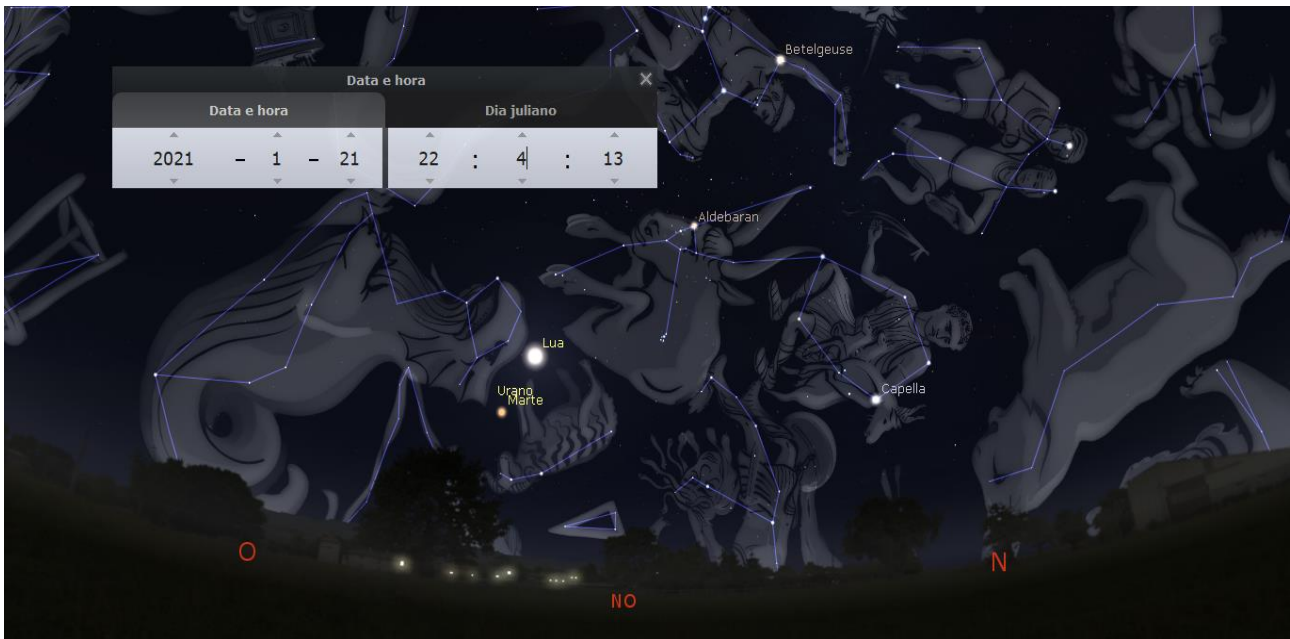 Betelgeuse
Data e hora ×
Data e hora Dia juliano
2021 – 1 – 21 22 : 4 : 13
Aldebaran
Lua
Urano
Marte
Capella
O
N
NO